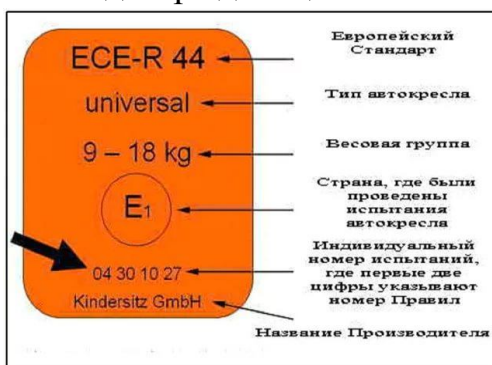 ECE-R 44
universal
9 – 18 kg
E1
04 30 10 27
Kindersitz GmbH
Европейский
Стандарт
Тип автокресла
Весовая группа
Страна, где были
проведены
испытания
автокресла
Индивидуальный
номер испытаний,
где первые две
цифры указывают
номер Правил
Название Производителя